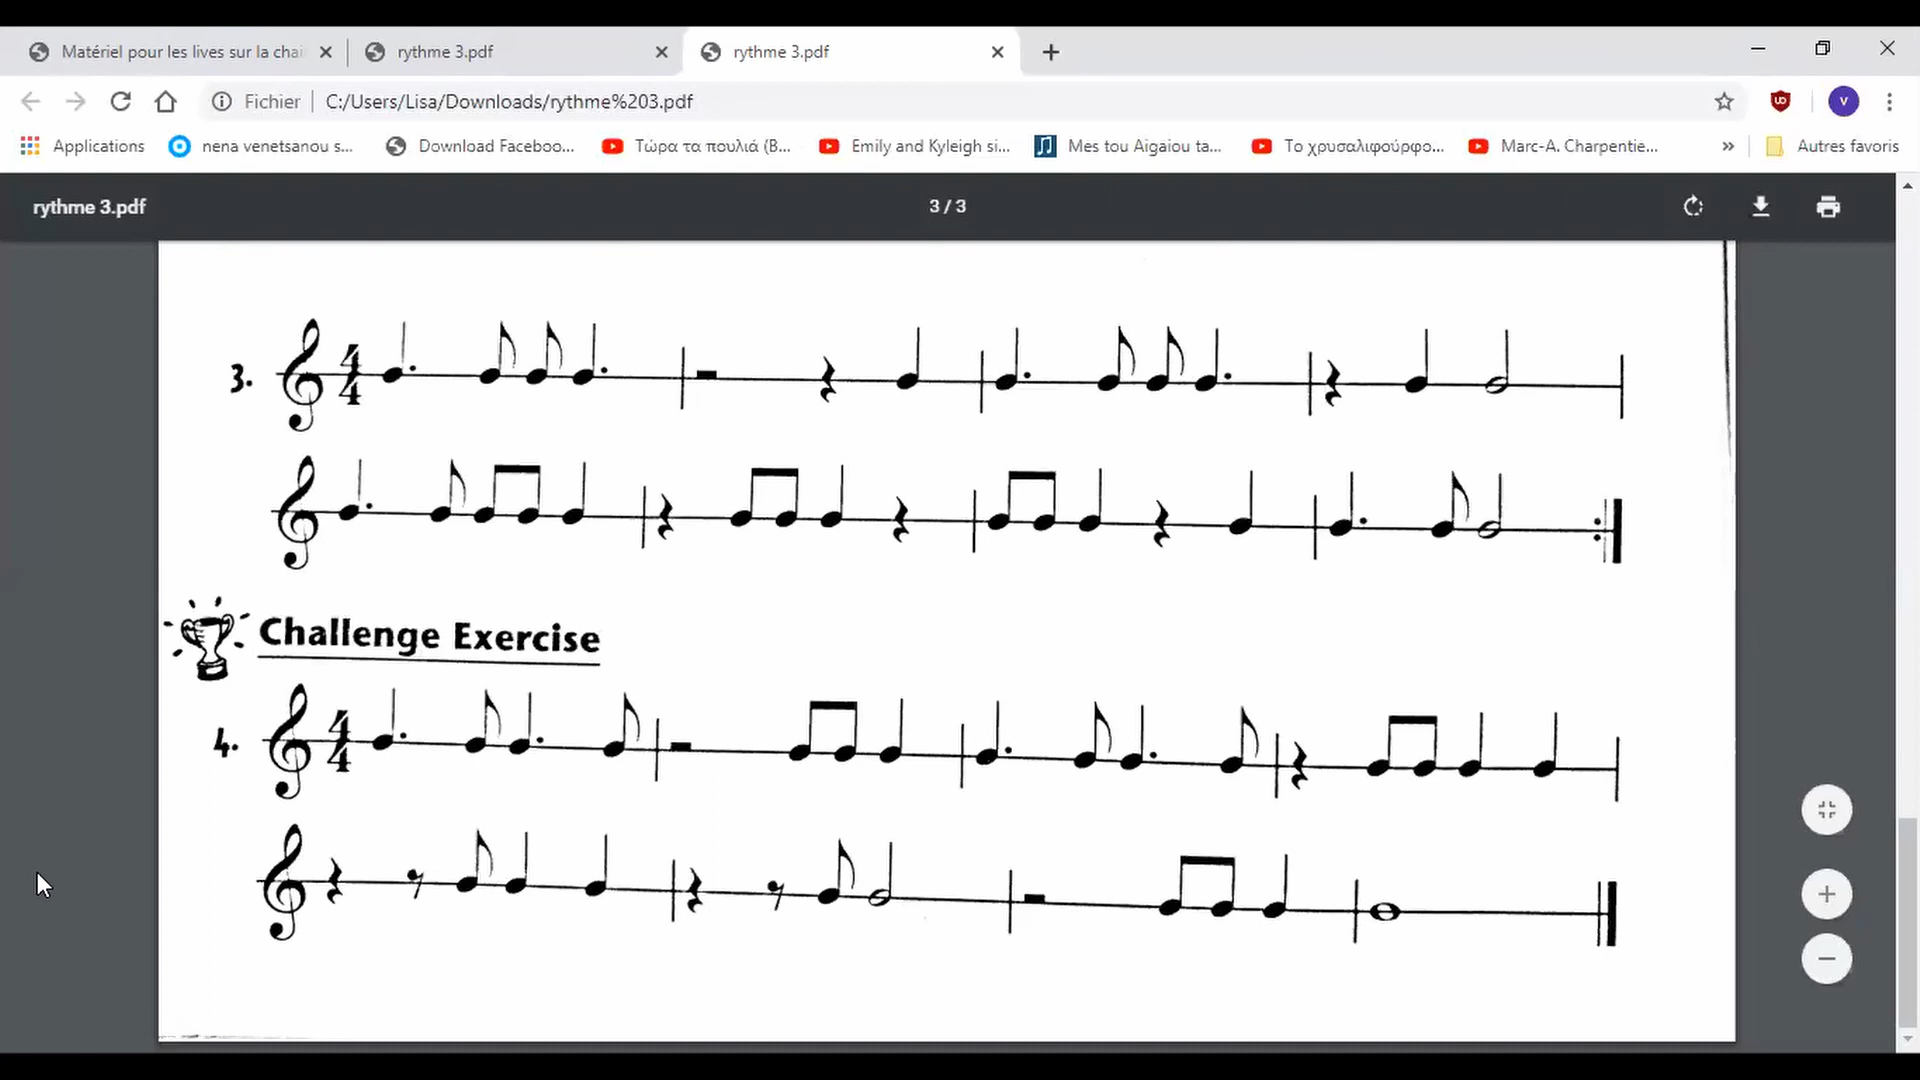 Matériel pour les lives sur la chai
rythme 3.pdf
rythme 3.pdf
Fichier
C:/Users/Lisa/Downloads/rythme%203.pdf
V
Applications
nena venetsanou s...
Download Faceboo...
Τώρα τα πουλιά (B...
Emily and Kyleigh si...
Mes tou Aigaiou ta...
Το χρυσαλιφούρφο...
Marc-A. Charpentie...
Autres favoris
rythme 3.pdf
3 / 3
3.
4
4
Challenge Exercise
4.
4
4